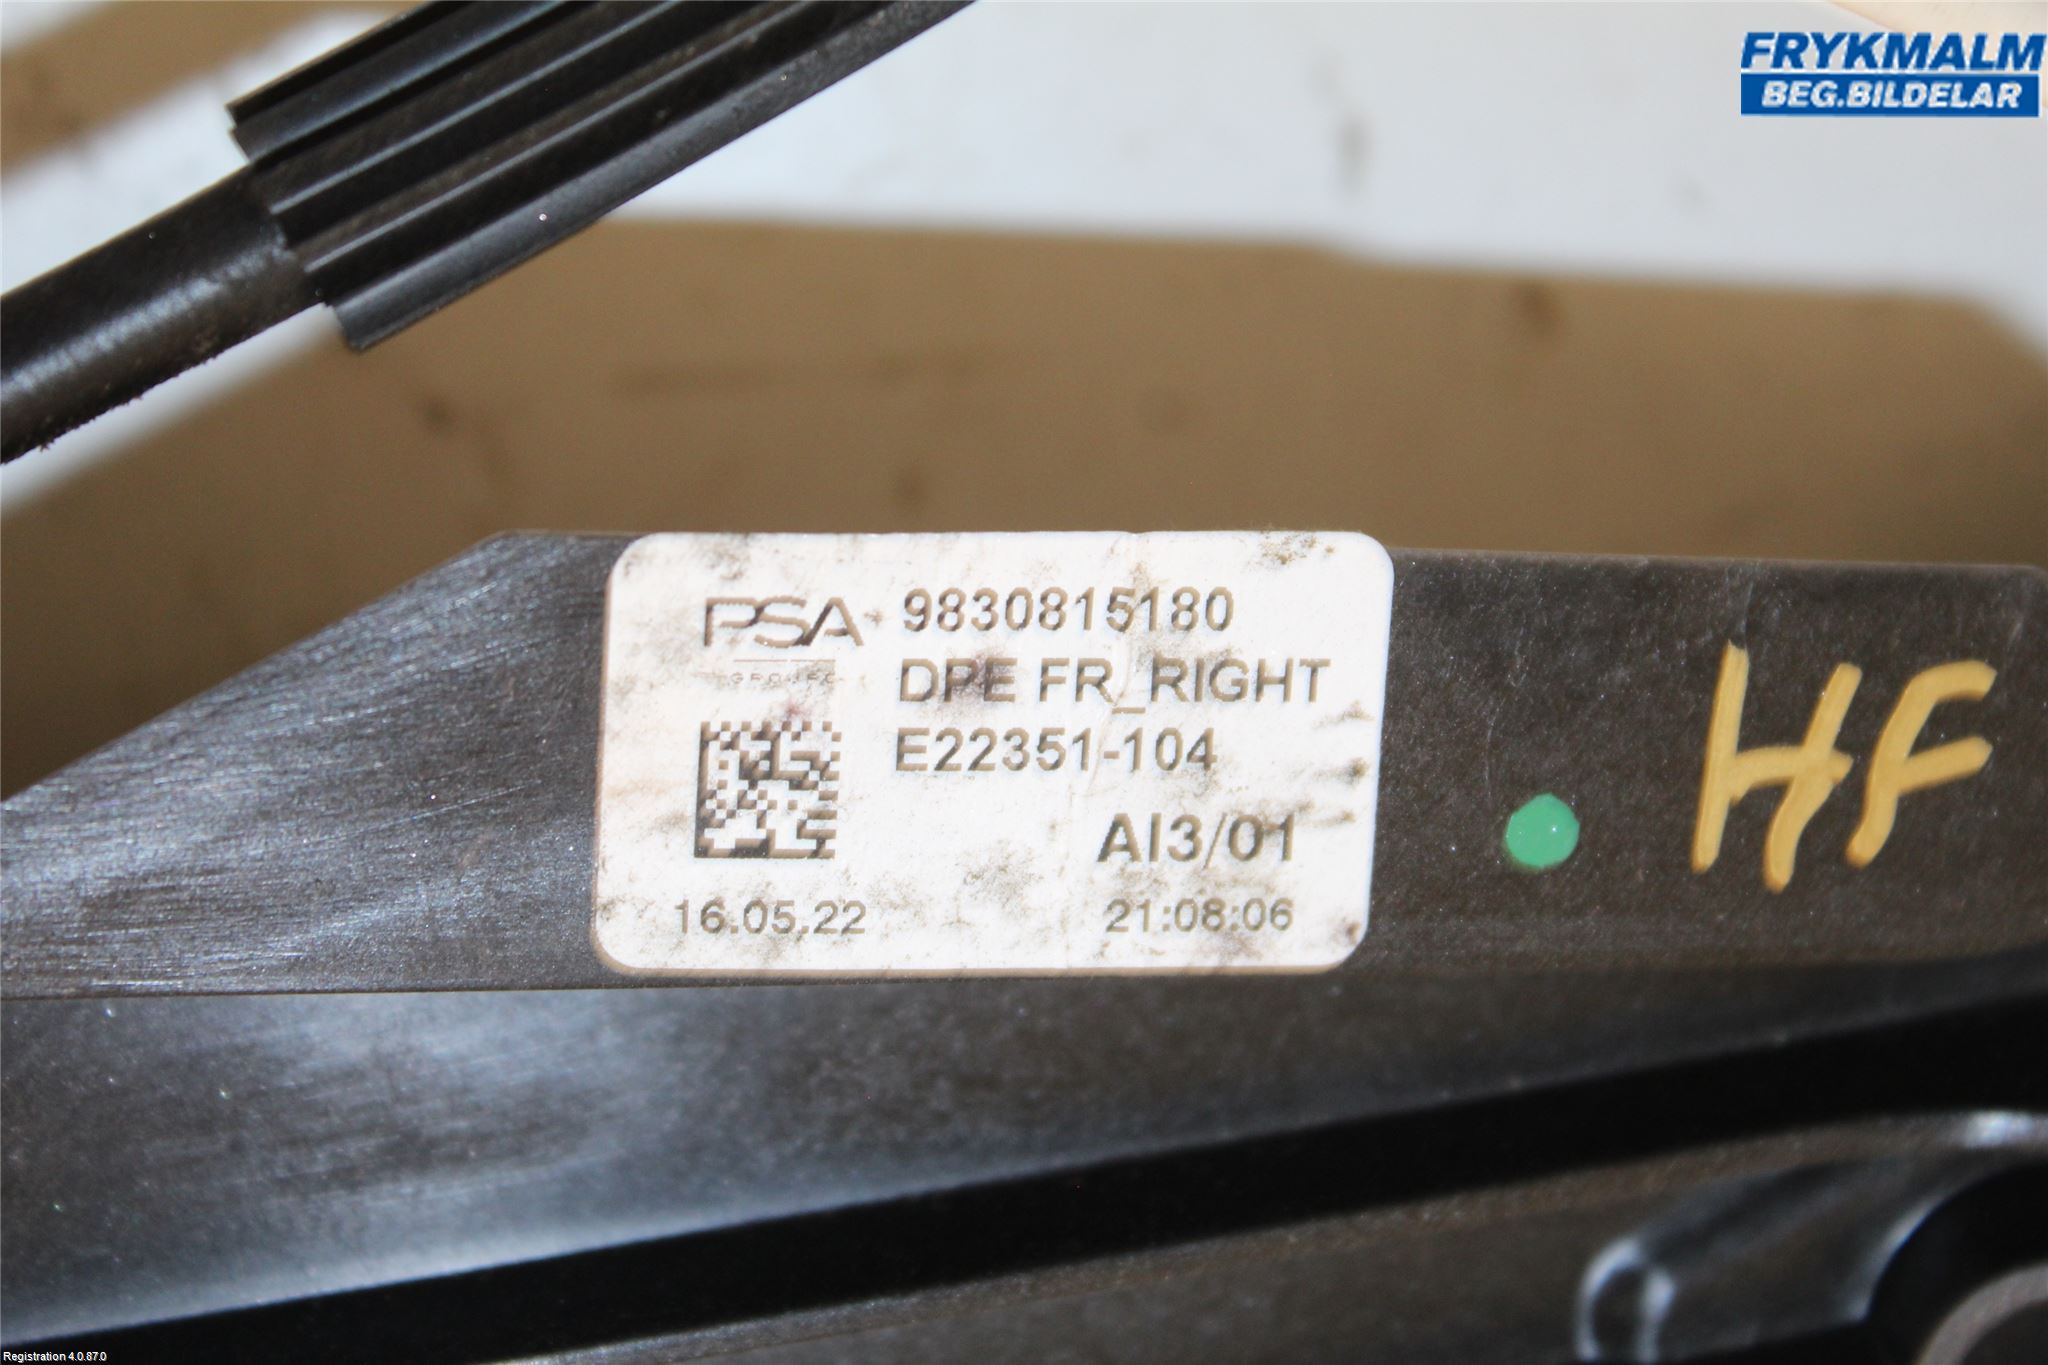 FRYKMALM
BEG.BILDELAR
PSA
GROUPE
9830815180
DPE FR_RIGHT
E22351-104
AI3/01
16.05.22
21:08:06
HF
Registration 4.0.87.0